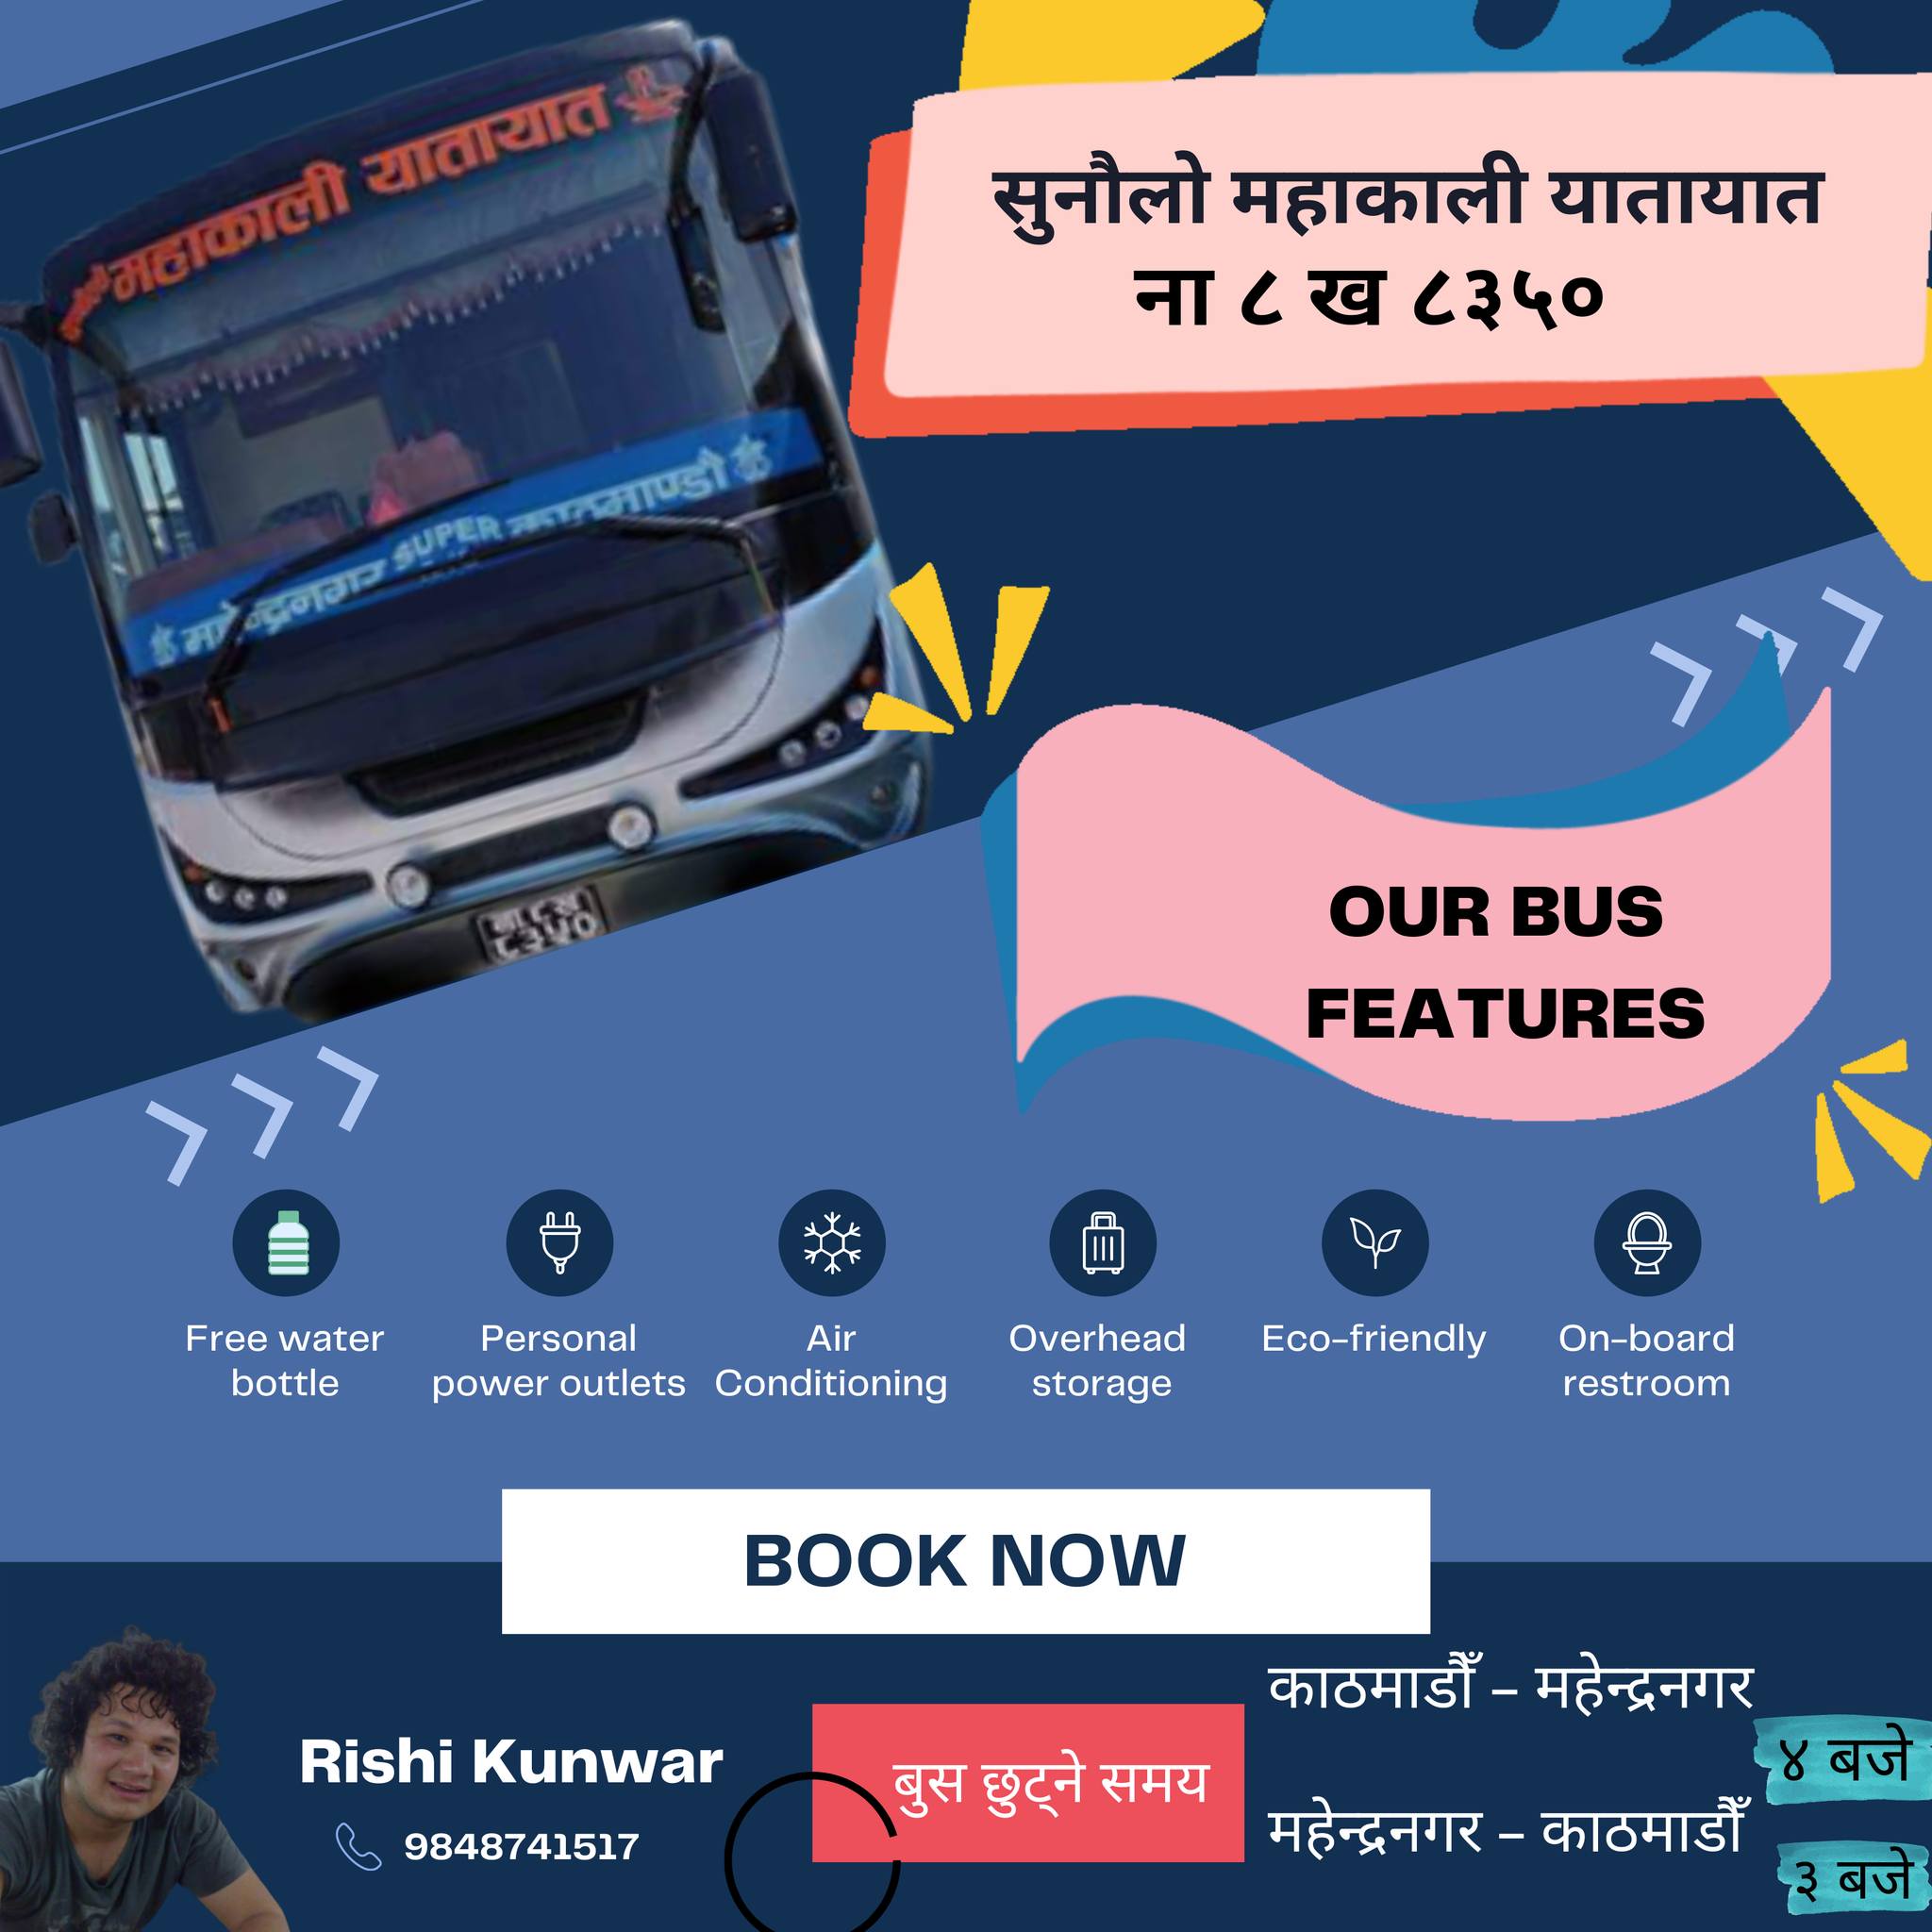 महाकाली यातायात
सुनौलो महाकाली यातायात
ना ८ ख ८३५०
महेन्द्रनगर SUPER काठमाण्डौ
OUR BUS
FEATURES
Free water
bottle
Personal
power outlets
Air
Conditioning
Overhead
storage
Eco-friendly
On-board
restroom
BOOK NOW
Rishi Kunwar
9848741517
बुस छुट्ने समय
काठमाडौँ - महेन्द्रनगर
४ बजे
महेन्द्रनगर - काठमाडौँ
३ बजे